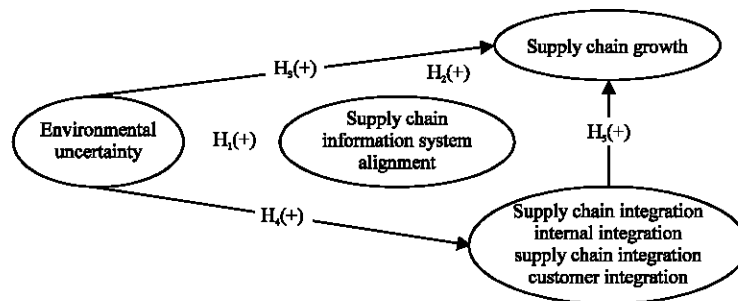 Supply chain growth
H₅(+)
H₂(+)
Environmental
uncertainty
H₁(+)
Supply chain
information system
alignment
H₅(+)
H₄(+)
Supply chain integration
internal integration
supply chain integration
customer integration